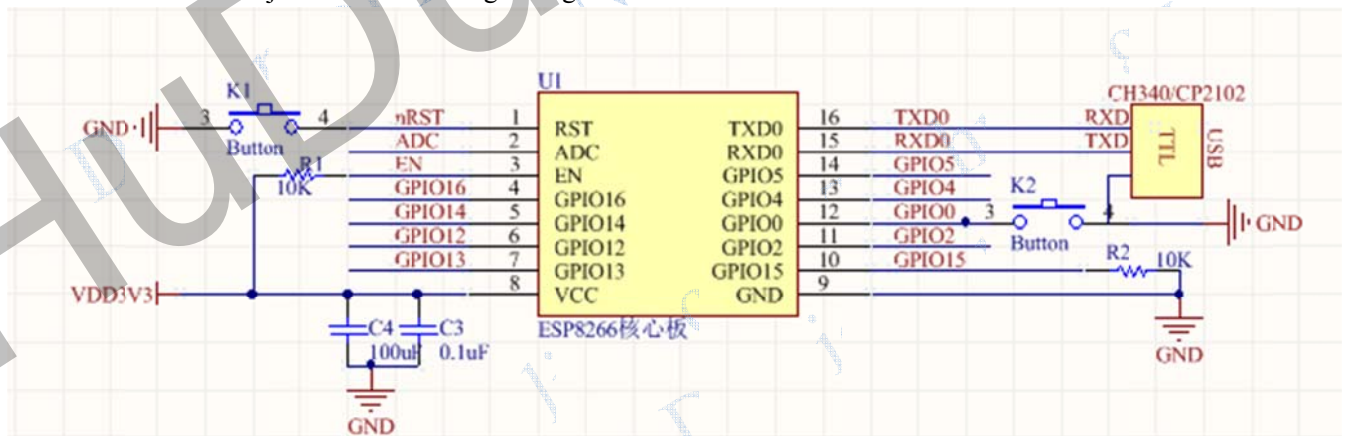 U1
CH340/CP2102
K1
GND
3
4
Button
nRST
1
RST
TXD0
16
TXD0
RXD
ADC
2
ADC
RXD0
15
RXD0
TXD
TTL
USB
R1
10K
EN
3
EN
GPIO5
14
GPIO5
GPIO16
4
GPIO16
GPIO4
13
GPIO4
K2
GPIO14
5
GPIO14
GPIO0
12
GPIO0
3
4
Button
GND
GPIO12
6
GPIO12
GPIO2
11
GPIO2
GPIO13
7
GPIO13
GPIO15
10
GPIO15
R2
10K
VDD3V3
8
VCC
GND
9
ESP8266核心板
C4
100uF
C3
0.1uF
GND
GND